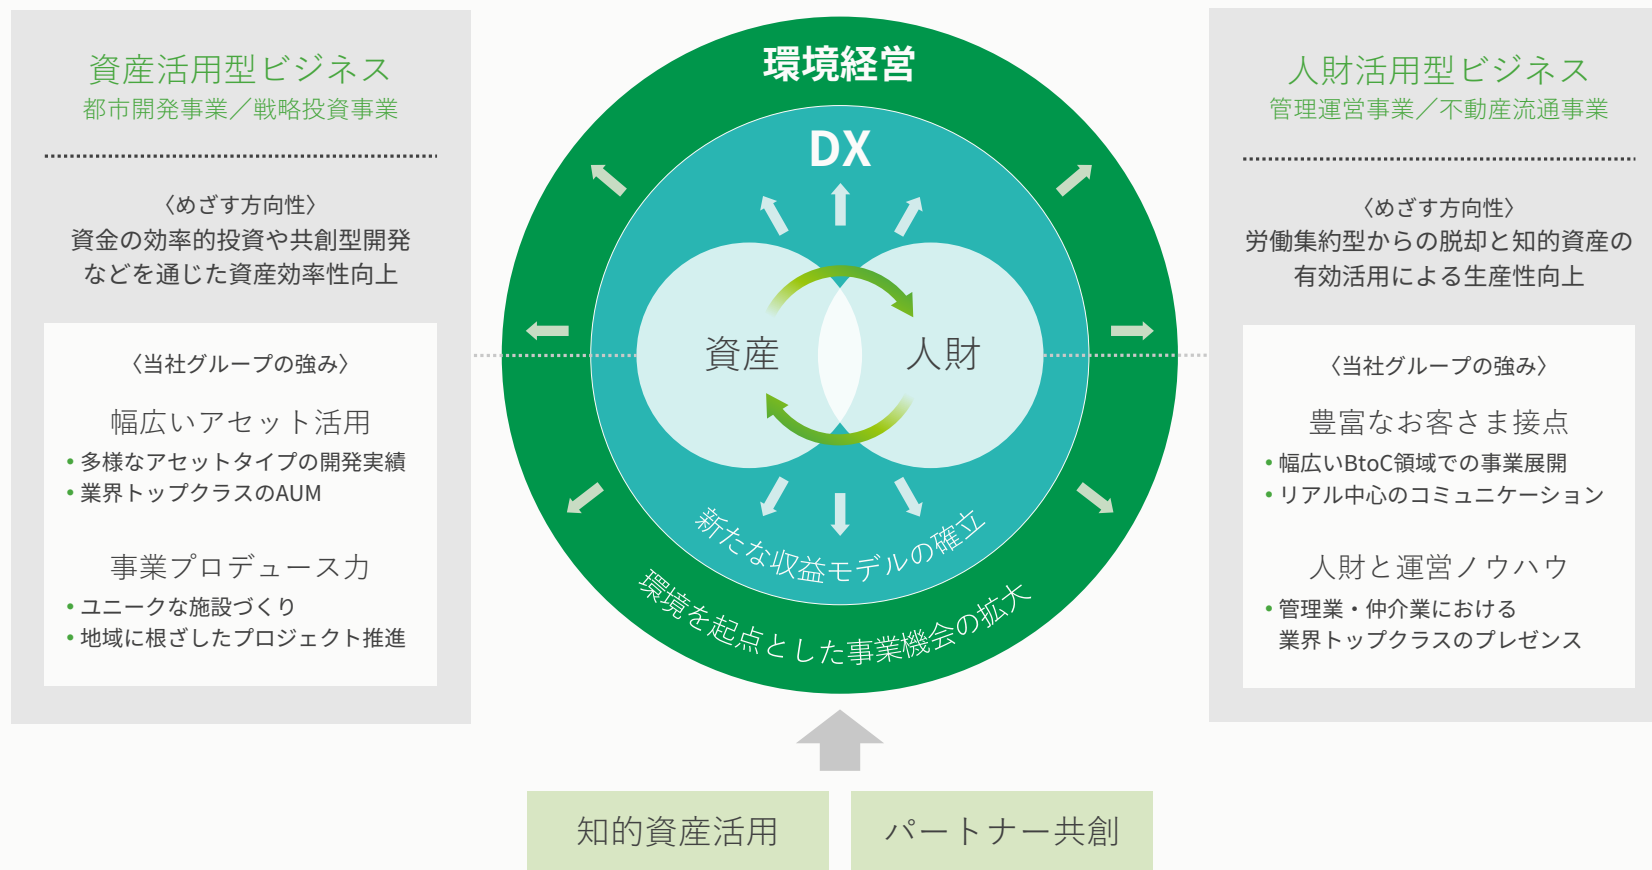 資産活用型ビジネス
都市開発事業／戦略投資事業
〈めざす方向性〉
資金の効率的投資や共創型開発
などを通じた資産効率性向上
〈当社グループの強み〉
幅広いアセット活用
• 多様なアセットタイプの開発実績
• 業界トップクラスのAUM
事業プロデュース力
• ユニークな施設づくり
• 地域に根ざしたプロジェクト推進
環境経営
DX
資産
人財
新たな収益モデルの確立
環境を起点とした事業機会の拡大
人財活用型ビジネス
管理運営事業／不動産流通事業
〈めざす方向性〉
労働集約型からの脱却と知的資産の
有効活用による生産性向上
〈当社グループの強み〉
豊富なお客さま接点
• 幅広いBtoC領域での事業展開
• リアル中心のコミュニケーション
人財と運営ノウハウ
• 管理業・仲介業における
業界トップクラスのプレゼンス
知的資産活用
パートナー共創